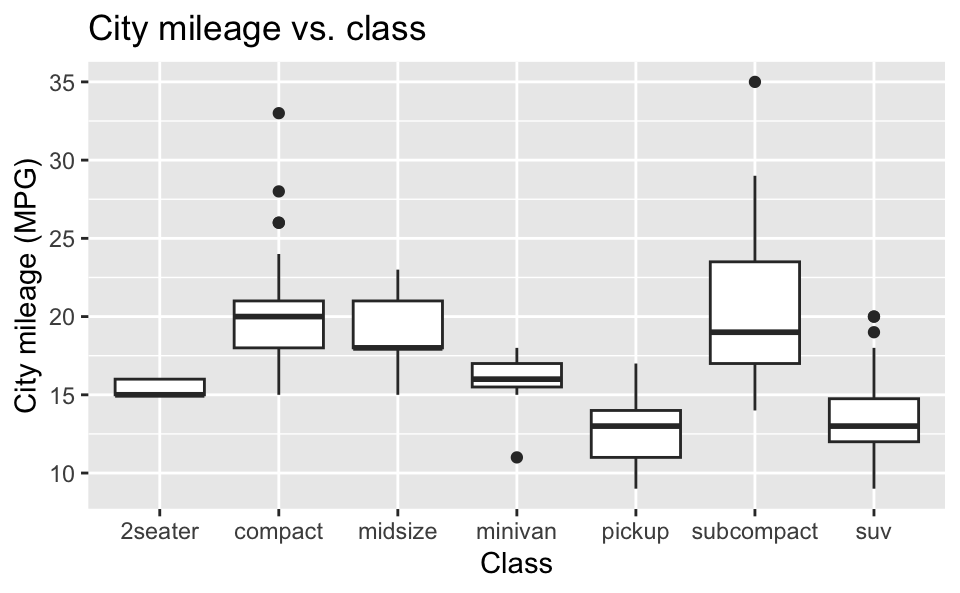 City mileage vs. class
City mileage (MPG)
35
30
25
20
15
10
2seater compact midsize minivan pickup subcompact suv
Class